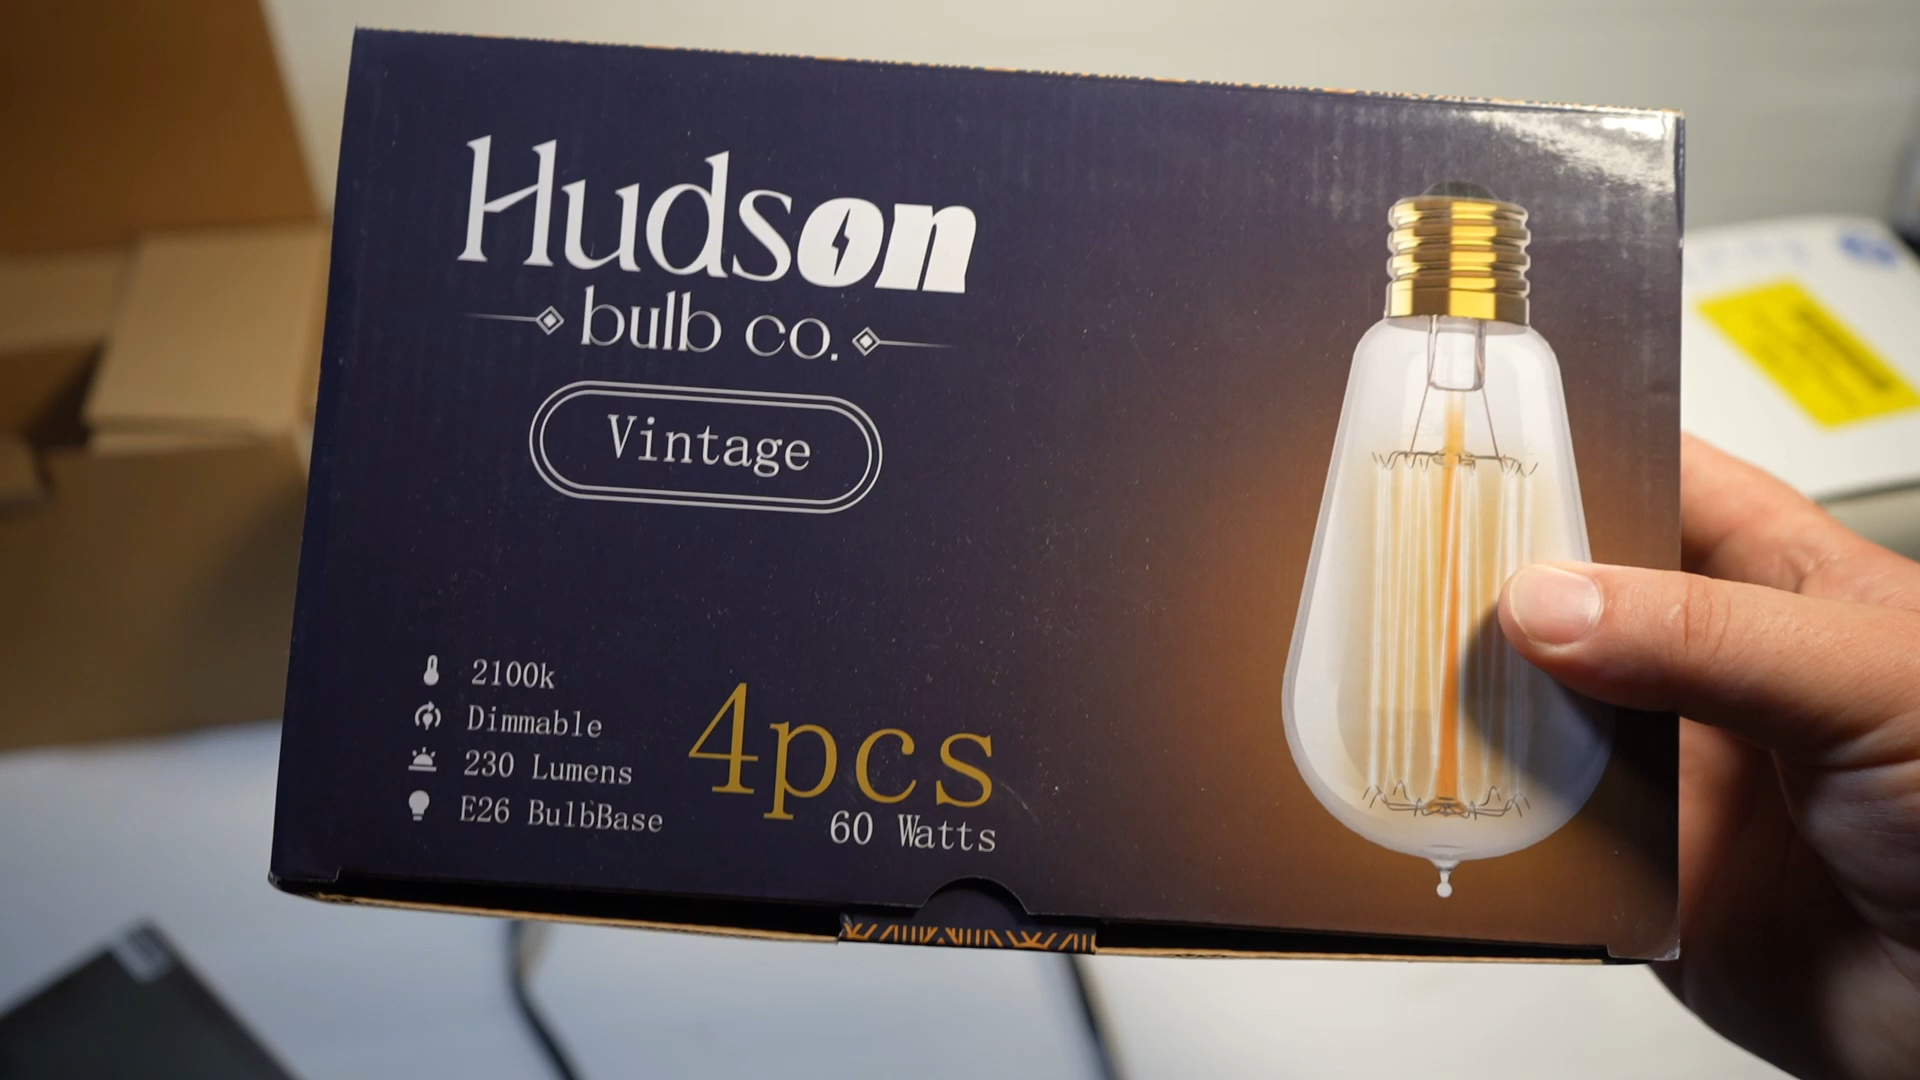 Hudson
bulb co.
Vintage
2100k
Dimmable
230 Lumens
E26 BulbBase
4pcs
60 Watts